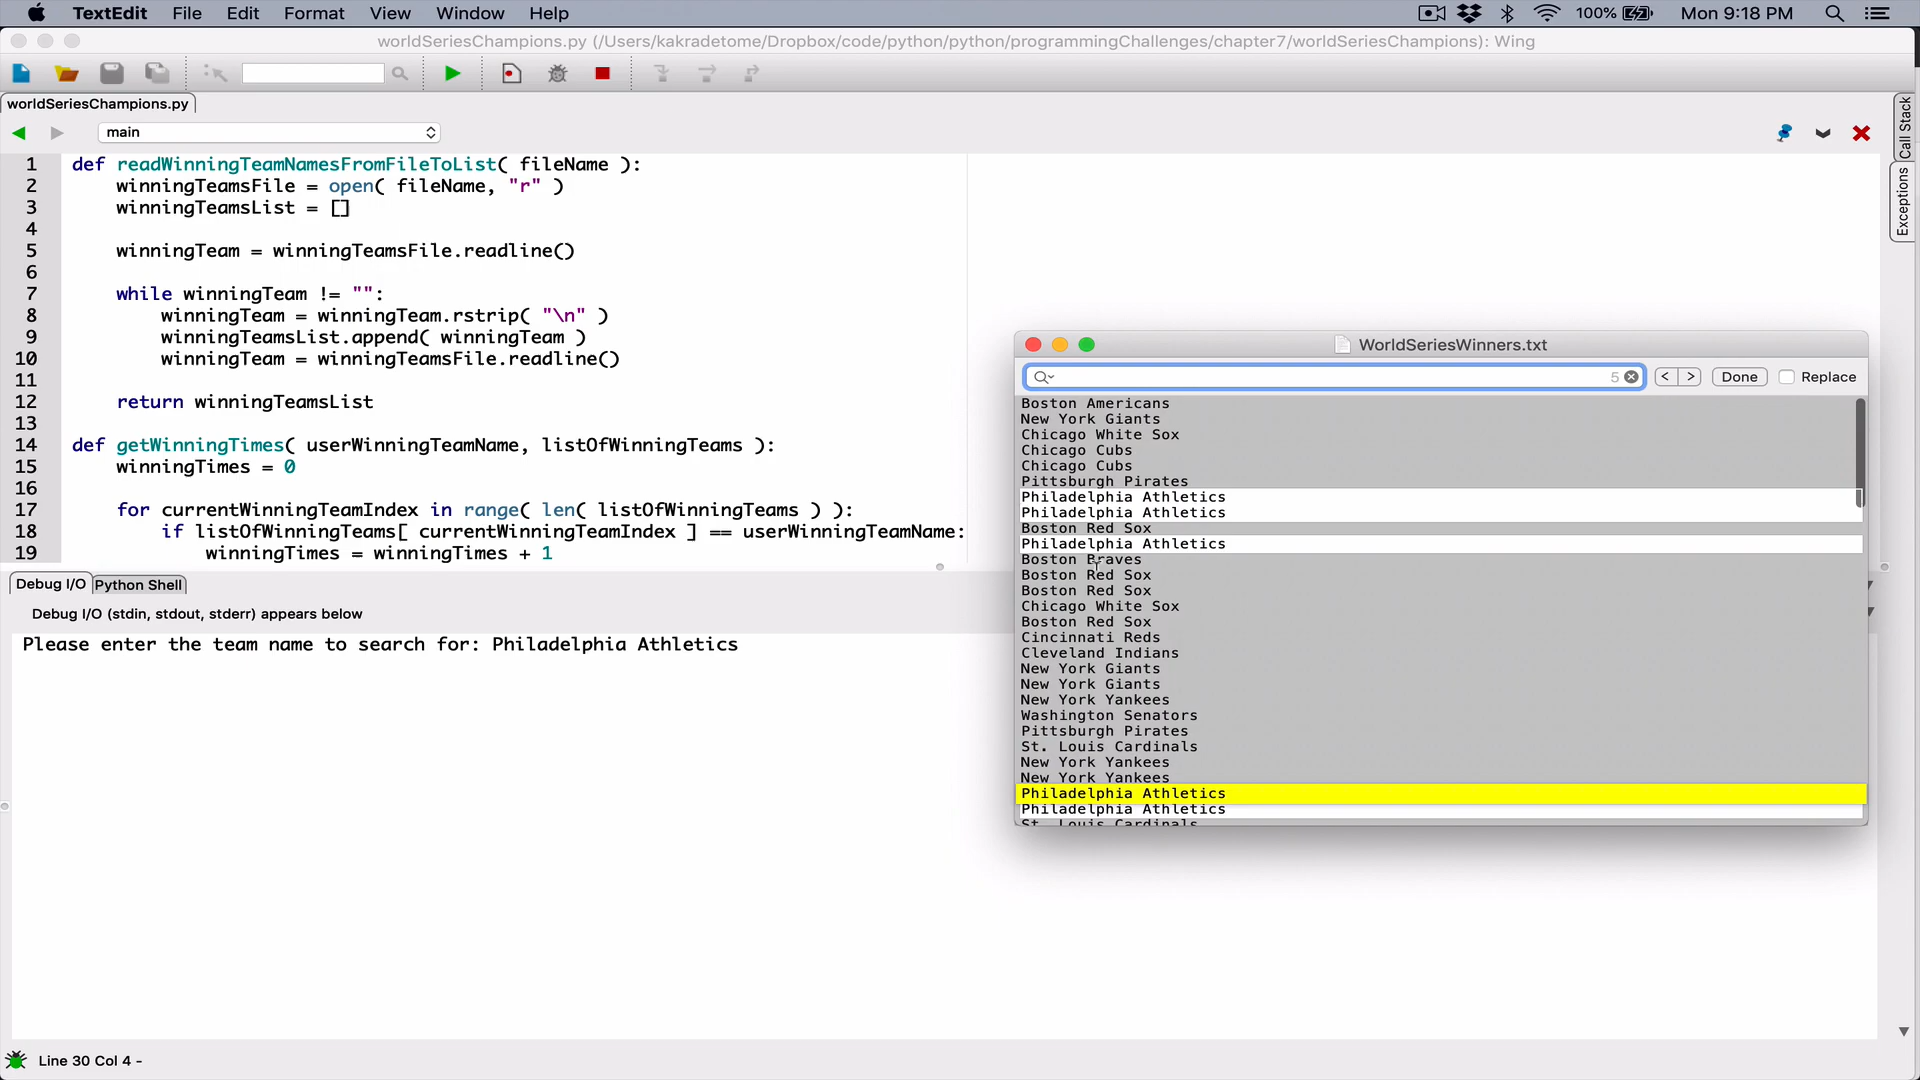 TextEdit File Edit Format View Window Help 100% Mon 9:18 PM
worldSeriesChampions.py (/Users/kakradetome/Dropbox/code/python/python/programmingChallenges/chapter7/worldSeriesChampions): Wing
worldSeriesChampions.py
main
1 def readWinningTeamNamesFromFileToList( fileName ):
2 winningTeamsFile = open( fileName, "r" )
3 winningTeamsList = []
4
5 winningTeam = winningTeamsFile.readline()
6
7 while winningTeam != "":
8 winningTeam = winningTeam.rstrip( "\n" )
9 winningTeamsList.append( winningTeam )
10 winningTeam = winningTeamsFile.readline()
11
12 return winningTeamsList
13
14 def getWinningTimes( userWinningTeamName, listOfWinningTeams ):
15 winningTimes = 0
16
17 for currentWinningTeamIndex in range( len( listOfWinningTeams ) ):
18 if listOfWinningTeams[ currentWinningTeamIndex ] == userWinningTeamName:
19 winningTimes = winningTimes + 1
Call Stack
Exceptions
Debug I/O Python Shell
Debug I/O (stdin, stdout, stderr) appears below
Please enter the team name to search for: Philadelphia Athletics
WorldSeriesWinners.txt
5 < > Done Replace
Boston Americans
New York Giants
Chicago White Sox
Chicago Cubs
Chicago Cubs
Pittsburgh Pirates
Philadelphia Athletics
Philadelphia Athletics
Boston Red Sox
Philadelphia Athletics
Boston Braves
Boston Red Sox
Boston Red Sox
Chicago White Sox
Boston Red Sox
Cincinnati Reds
Cleveland Indians
New York Giants
New York Giants
New York Yankees
Washington Senators
Pittsburgh Pirates
St. Louis Cardinals
New York Yankees
New York Yankees
Philadelphia Athletics
Philadelphia Athletics
St. Louis Cardinals
Line 30 Col 4 -